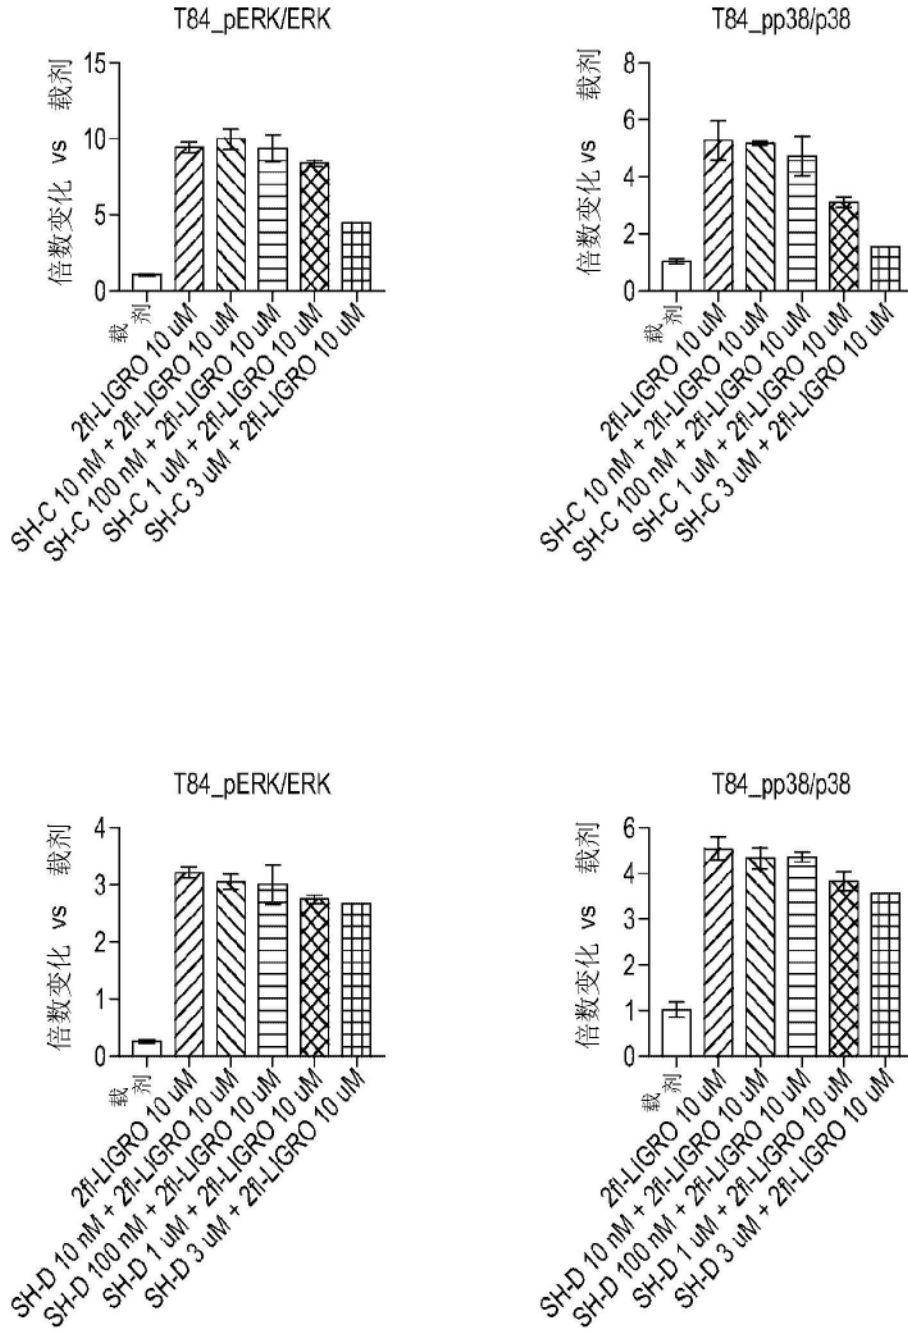 T84_pERK/ERK
倍数变化 vs 载剂
15
10
5
0
载剂
2fl-LIGRO 10 uM
SH-C 10 nM + 2fl-LIGRO 10 uM
SH-C 100 nM + 2fl-LIGRO 10 uM
SH-C 1 uM + 2fl-LIGRO 10 uM
SH-C 3 uM + 2fl-LIGRO 10 uM
T84_pp38/p38
倍数变化 vs 载剂
8
6
4
2
0
载剂
2fl-LIGRO 10 uM
SH-C 10 nM + 2fl-LIGRO 10 uM
SH-C 100 nM + 2fl-LIGRO 10 uM
SH-C 1 uM + 2fl-LIGRO 10 uM
SH-C 3 uM + 2fl-LIGRO 10 uM
T84_pERK/ERK
倍数变化 vs 载剂
4
3
2
1
0
载剂
2fl-LIGRO 10 uM
SH-D 10 nM + 2fl-LIGRO 10 uM
SH-D 100 nM + 2fl-LIGRO 10 uM
SH-D 1 uM + 2fl-LIGRO 10 uM
SH-D 3 uM + 2fl-LIGRO 10 uM
T84_pp38/p38
倍数变化 vs 载剂
6
4
3
2
1
0
载剂
2fl-LIGRO 10 uM
SH-D 10 nM + 2fl-LIGRO 10 uM
SH-D 100 nM + 2fl-LIGRO 10 uM
SH-D 1 uM + 2fl-LIGRO 10 uM
SH-D 3 uM + 2fl-LIGRO 10 uM